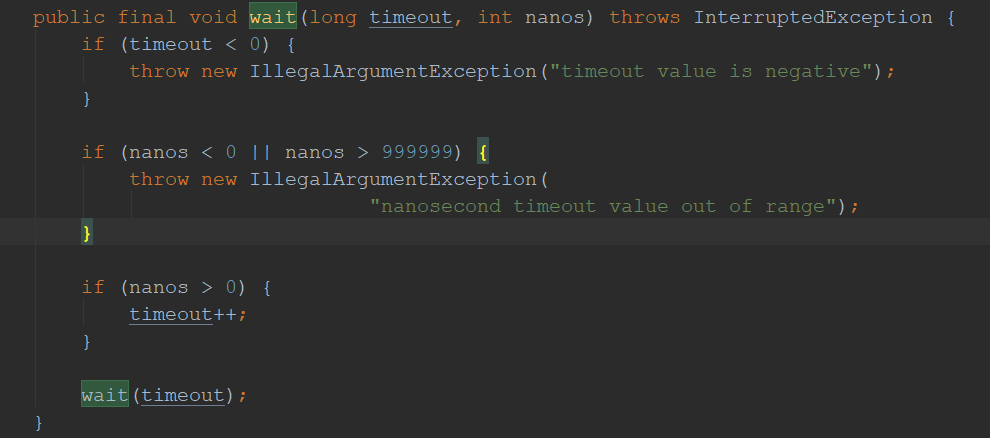 public final void wait(long timeout, int nanos) throws InterruptedException {
if (timeout < 0) {
throw new IllegalArgumentException("timeout value is negative");
}
if (nanos < 0 || nanos > 999999) {
throw new IllegalArgumentException(
"nanosecond timeout value out of range");
}
if (nanos > 0) {
timeout++;
}
wait(timeout);
}